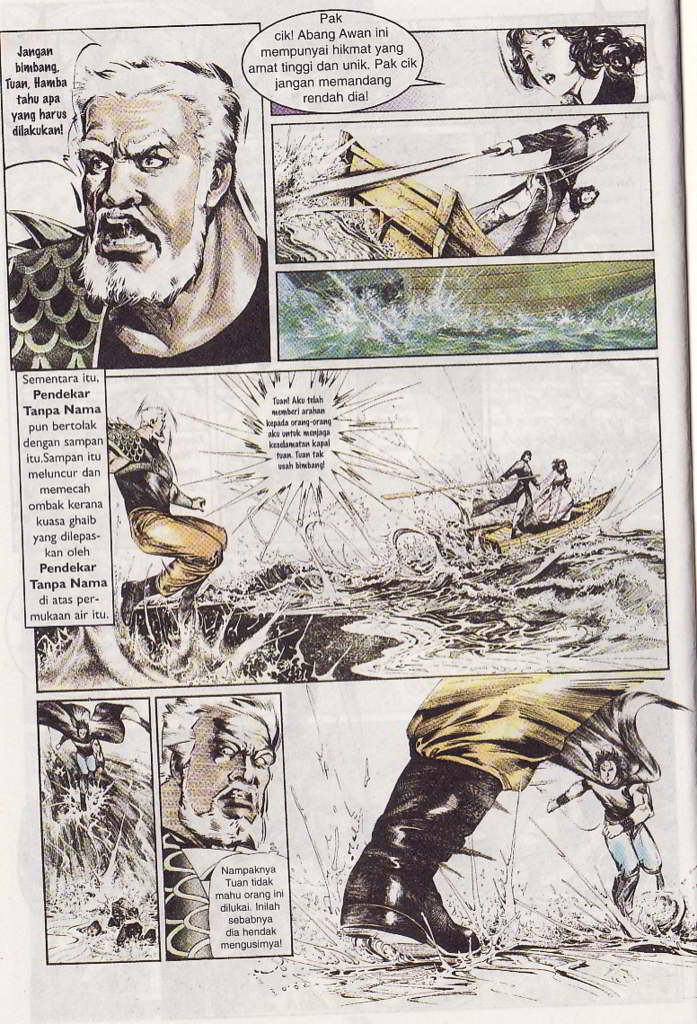 Jangan
bimbang,
Tuan, Hamba
tahu apa
yang harus
dilakukan!
Pak
cik! Abang Awan ini
mempunyai hikmat yang
amat tinggi dan unik. Pak cik
jangan memandang
rendah dia!
Sementara itu,
Pendekar
Tanpa Nama
pun bertolak
dengan sampan
itu.Sampan itu
meluncur dan
memecah
ombak kerana
kuasa ghaib
yang dilepas-
kan oleh
Pendekar
Tanpa Nama
di atas per-
mukaan air itu.
Tuan! Aku telah
memberi arahan
kepada orang-orang
aku untuk menjaga
keselamatan kapal
tuan. Tuan tak
usah bimbang!
Nampaknya
Tuan tidak
mahu orang ini
dilukai. Inilah
sebabnya
dia hendak
mengusirnya!